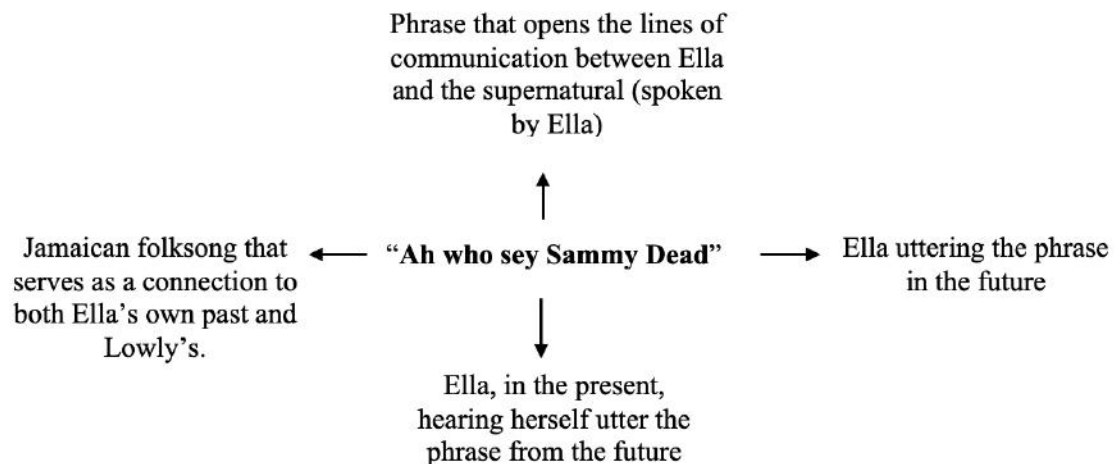 Phrase that opens the lines of
communication between Ella
and the supernatural (spoken
by Ella)
Jamaican folksong that
serves as a connection to
both Ella’s own past and
Lowly’s.
“Ah who sey Sammy Dead”
Ella uttering the phrase
in the future
Ella, in the present,
hearing herself utter the
phrase from the future